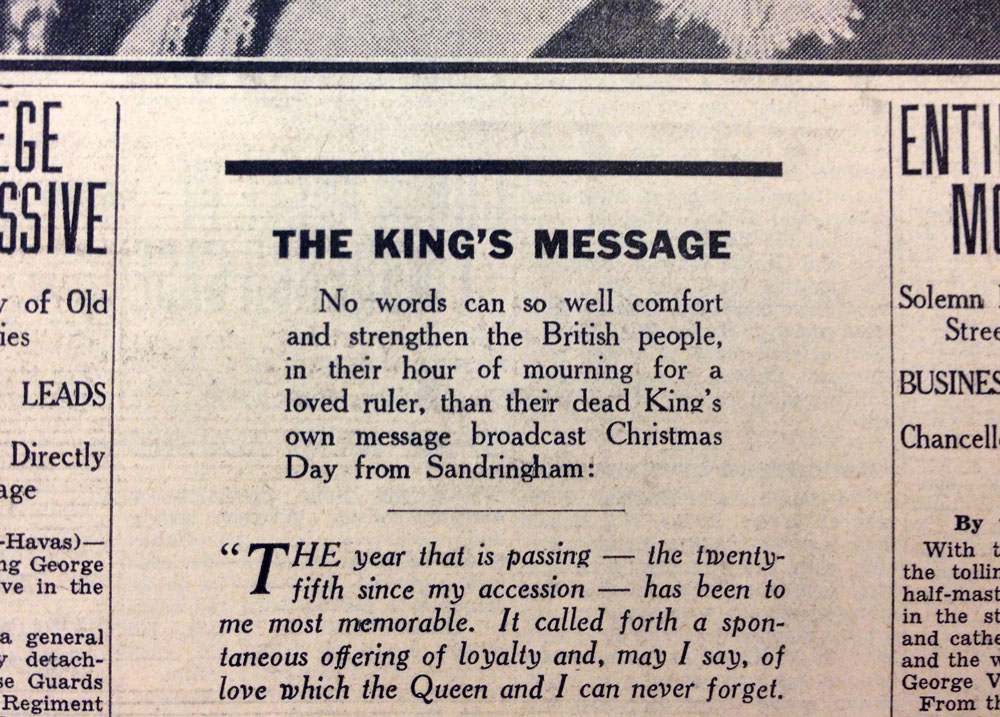 EGE
SSIVE
y of Old
ies
LEADS
Directly
age
-Havas)—
ng George
ve in the
a general
y detach-
se Guards
Regiment
THE KING'S MESSAGE
No words can so well comfort
and strengthen the British people,
in their hour of mourning for a
loved ruler, than their dead King's
own message broadcast Christmas
Day from Sandringham:
"THE year that is passing — the twenty-
fifth since my accession — has been to
me most memorable. It called forth a spon-
taneous offering of loyalty and, may I say, of
love which the Queen and I can never forget.
ENTI
MO
Solemn
Stree
BUSINES
Chancell
By
With t
the tollin
half-mast
in the st
and cathe
and the w
George V
From th